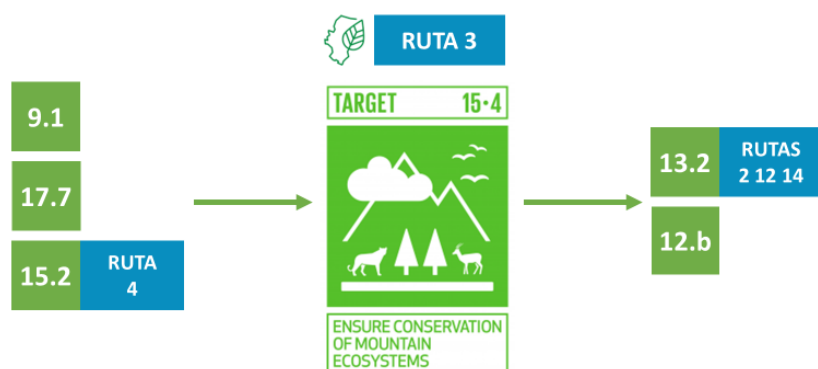 RUTA 3
TARGET 15.4
9.1
17.7
15.2
RUTA
4
13.2
RUTAS
2 12 14
12.b
ENSURE CONSERVATION
OF MOUNTAIN
ECOSYSTEMS